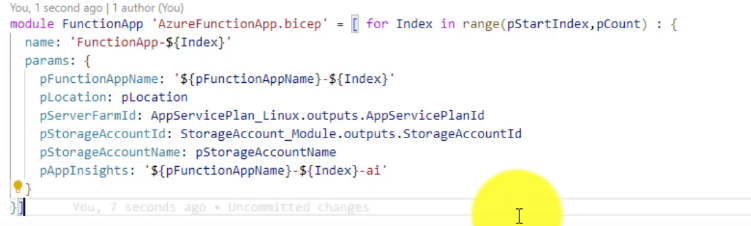 You, 1 second ago | 1 author (You)
module FunctionApp 'AzureFunctionApp.bicep' = [ for Index in range(pStartIndex,pCount) : {
  name: 'FunctionApp-${Index}'
  params: {
    pFunctionAppName: '${pFunctionAppName}-${Index}'
    pLocation: pLocation
    pServerFarmId: AppServicePlan_Linux.outputs.AppServicePlanId
    pStorageAccountId: StorageAccount_Module.outputs.StorageAccountId
    pStorageAccountName: pStorageAccountName
    pAppInsights: '${pFunctionAppName}-${Index}-ai'
  }
}] You, 7 seconds ago • Uncommitted changes